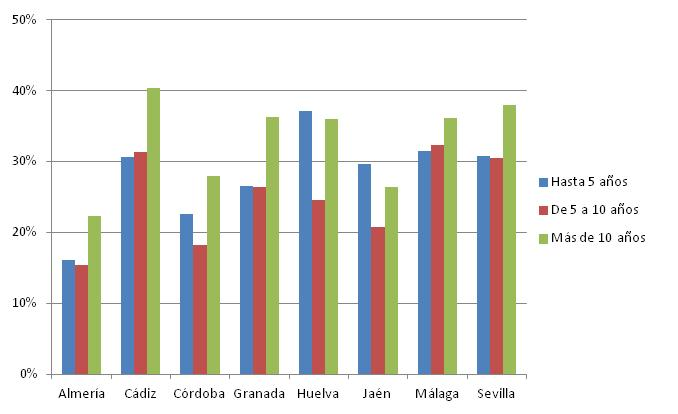 50%
40%
30%
20%
10%
0%
Almería Cádiz Córdoba Granada Huelva Jaén Málaga Sevilla
Hasta 5 años
De 5 a 10 años
Más de 10 años